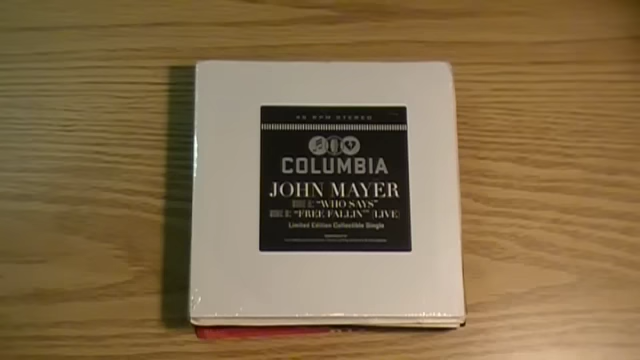 45 RPM STEREO
COLUMBIA
JOHN MAYER
"WHO SAYS"
"FREE FALLIN'" (LIVE)
Limited Edition Collectible Single